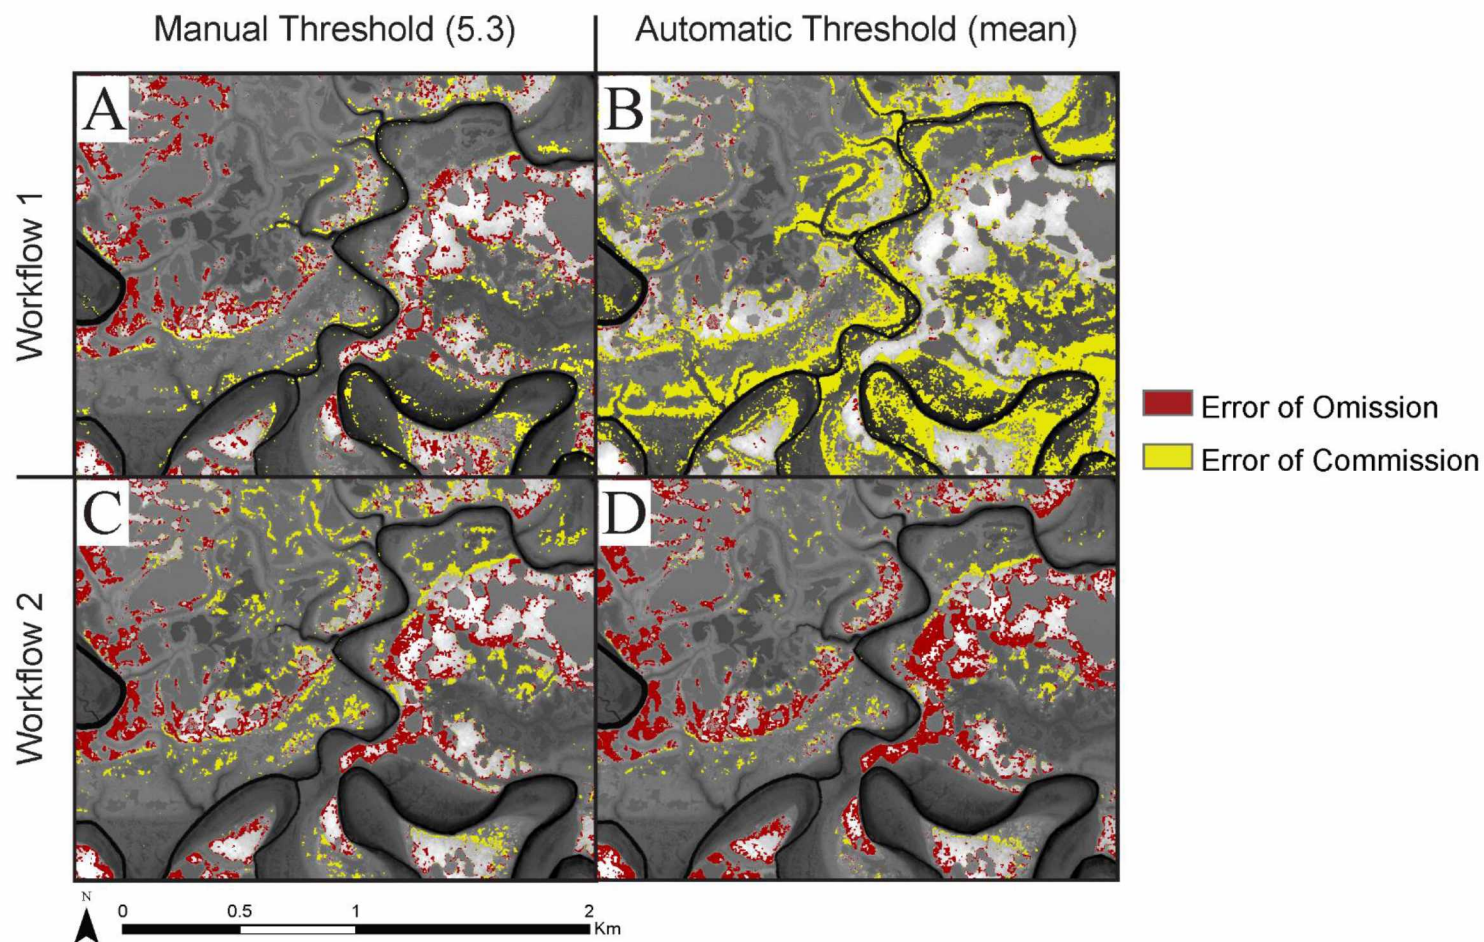 Manual Threshold (5.3)
Automatic Threshold (mean)
Workflow 1
A
B
Error of Omission
Error of Commission
Workflow 2
C
D
N
0 0.5 1 2
Km